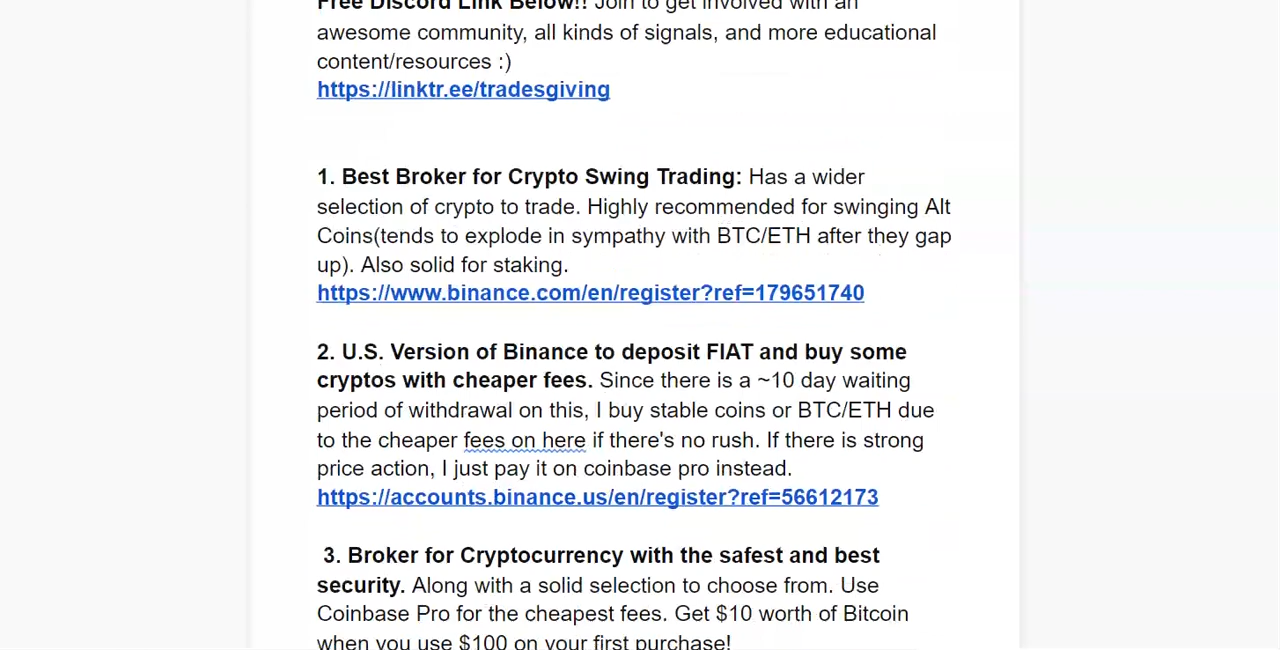 Free Discord Link Below!! Join to get involved with an
awesome community, all kinds of signals, and more educational
content/resources :)
https://linktr.ee/tradesgiving
1. Best Broker for Crypto Swing Trading: Has a wider
selection of crypto to trade. Highly recommended for swinging Alt
Coins(tends to explode in sympathy with BTC/ETH after they gap
up). Also solid for staking.
https://www.binance.com/en/register?ref=179651740
2. U.S. Version of Binance to deposit FIAT and buy some
cryptos with cheaper fees. Since there is a ~10 day waiting
period of withdrawal on this, I buy stable coins or BTC/ETH due
to the cheaper fees on here if there's no rush. If there is strong
price action, I just pay it on coinbase pro instead.
https://accounts.binance.us/en/register?ref=56612173
3. Broker for Cryptocurrency with the safest and best
security. Along with a solid selection to choose from. Use
Coinbase Pro for the cheapest fees. Get $10 worth of Bitcoin
when you use $100 on your first purchase!